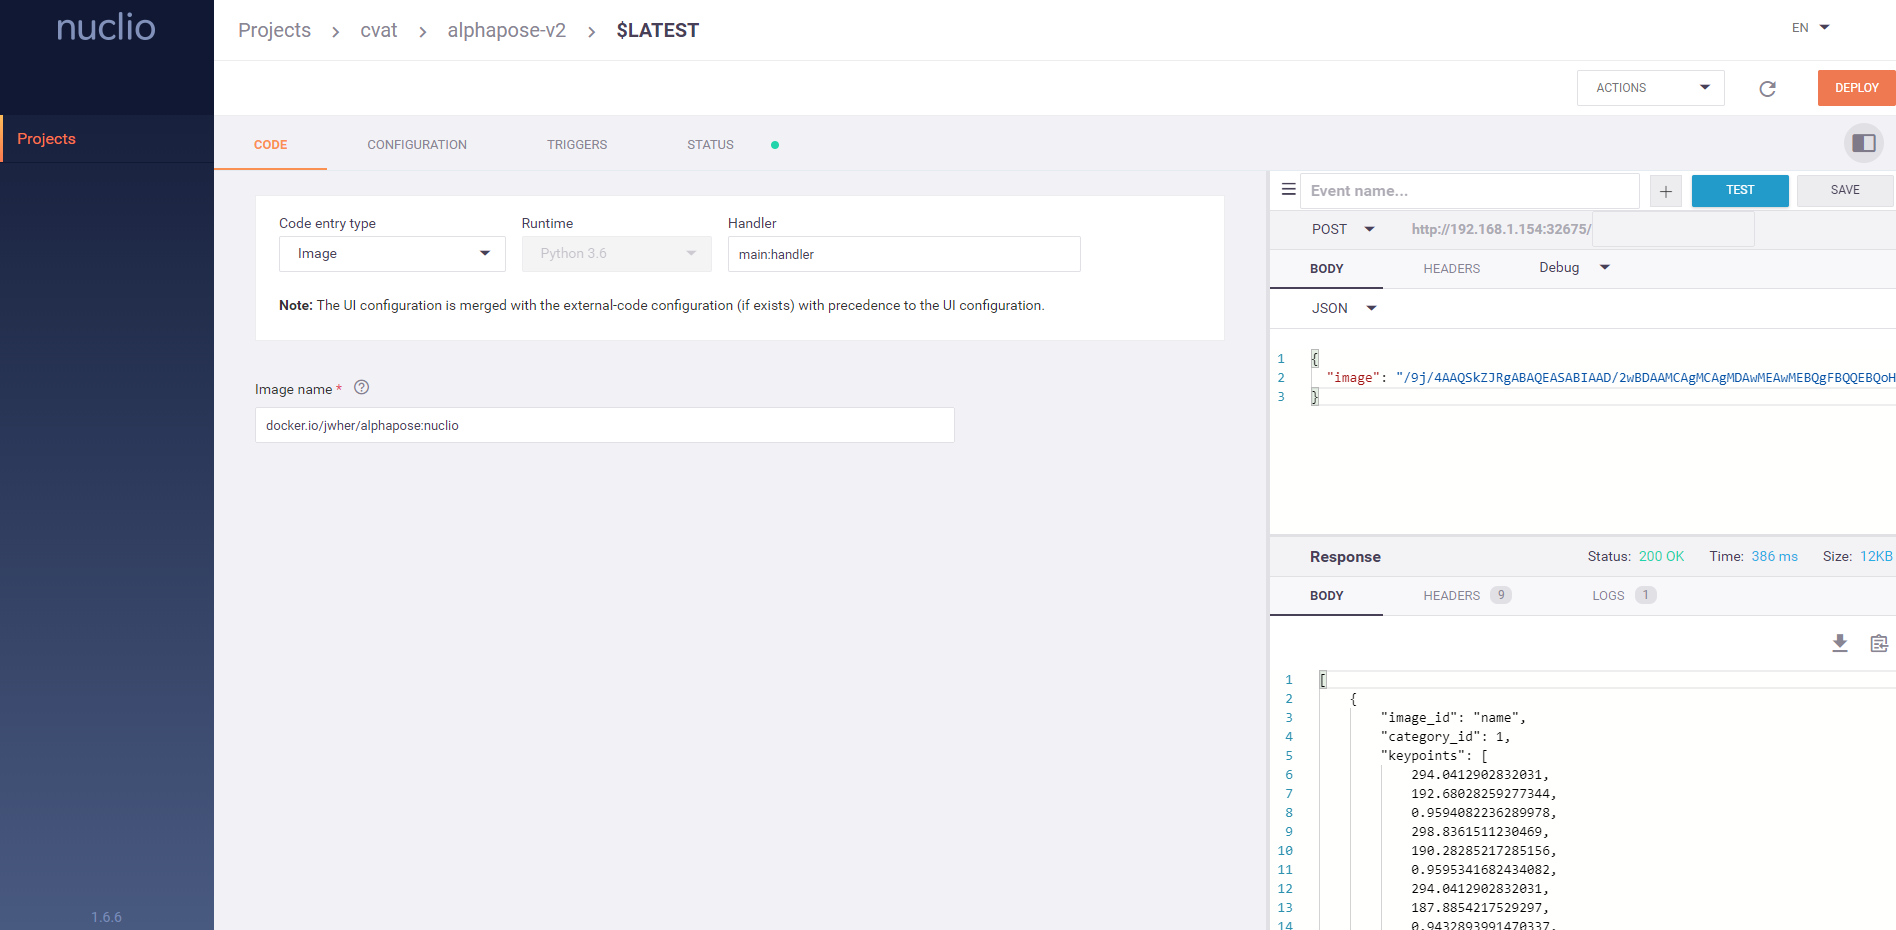 nuclio
Projects
1.6.6
Projects > cvat > alphapose-v2 > $LATEST
EN
ACTIONS
DEPLOY
CODE CONFIGURATION TRIGGERS STATUS
Code entry type Runtime Handler
Image Python 3.6 main:handler
Note: The UI configuration is merged with the external-code configuration (if exists) with precedence to the UI configuration.
Image name *
docker.io/jwher/alphapose:nuclio
Event name... + TEST SAVE
POST http://192.168.1.154:32675/
BODY HEADERS Debug
JSON
1 {
2 "image": "/9j/4AAQSkZJRgABAQEASABIAAD/2wBDAAMCAgMCAgMDAwMEAwMEBQgFBQQEBQoH
3 }
Response Status: 200 OK Time: 386 ms Size: 12KB
BODY HEADERS 9 LOGS 1
1 [
2 {
3 "image_id": "name",
4 "category_id": 1,
5 "keypoints": [
6 294.0412902832031,
7 192.68028259277344,
8 0.9594082236289978,
9 298.8361511230469,
10 190.28285217285156,
11 0.9595341682434082,
12 294.0412902832031,
13 187.8854217529297,
14 0.9432893991470337,